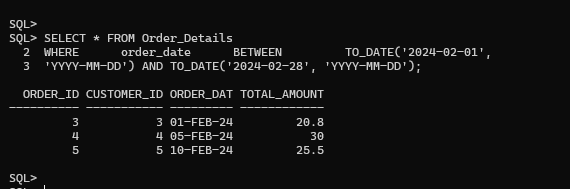 SQL>
SQL> SELECT * FROM Order_Details
  2  WHERE      order_date      BETWEEN         TO_DATE('2024-02-01',
  3  'YYYY-MM-DD') AND TO_DATE('2024-02-28', 'YYYY-MM-DD');
  ORDER_ID CUSTOMER_ID ORDER_DAT TOTAL_AMOUNT
---------- ----------- --------- ------------
         3           3 01-FEB-24         20.8
         4           4 05-FEB-24           30
         5           5 10-FEB-24         25.5
SQL>